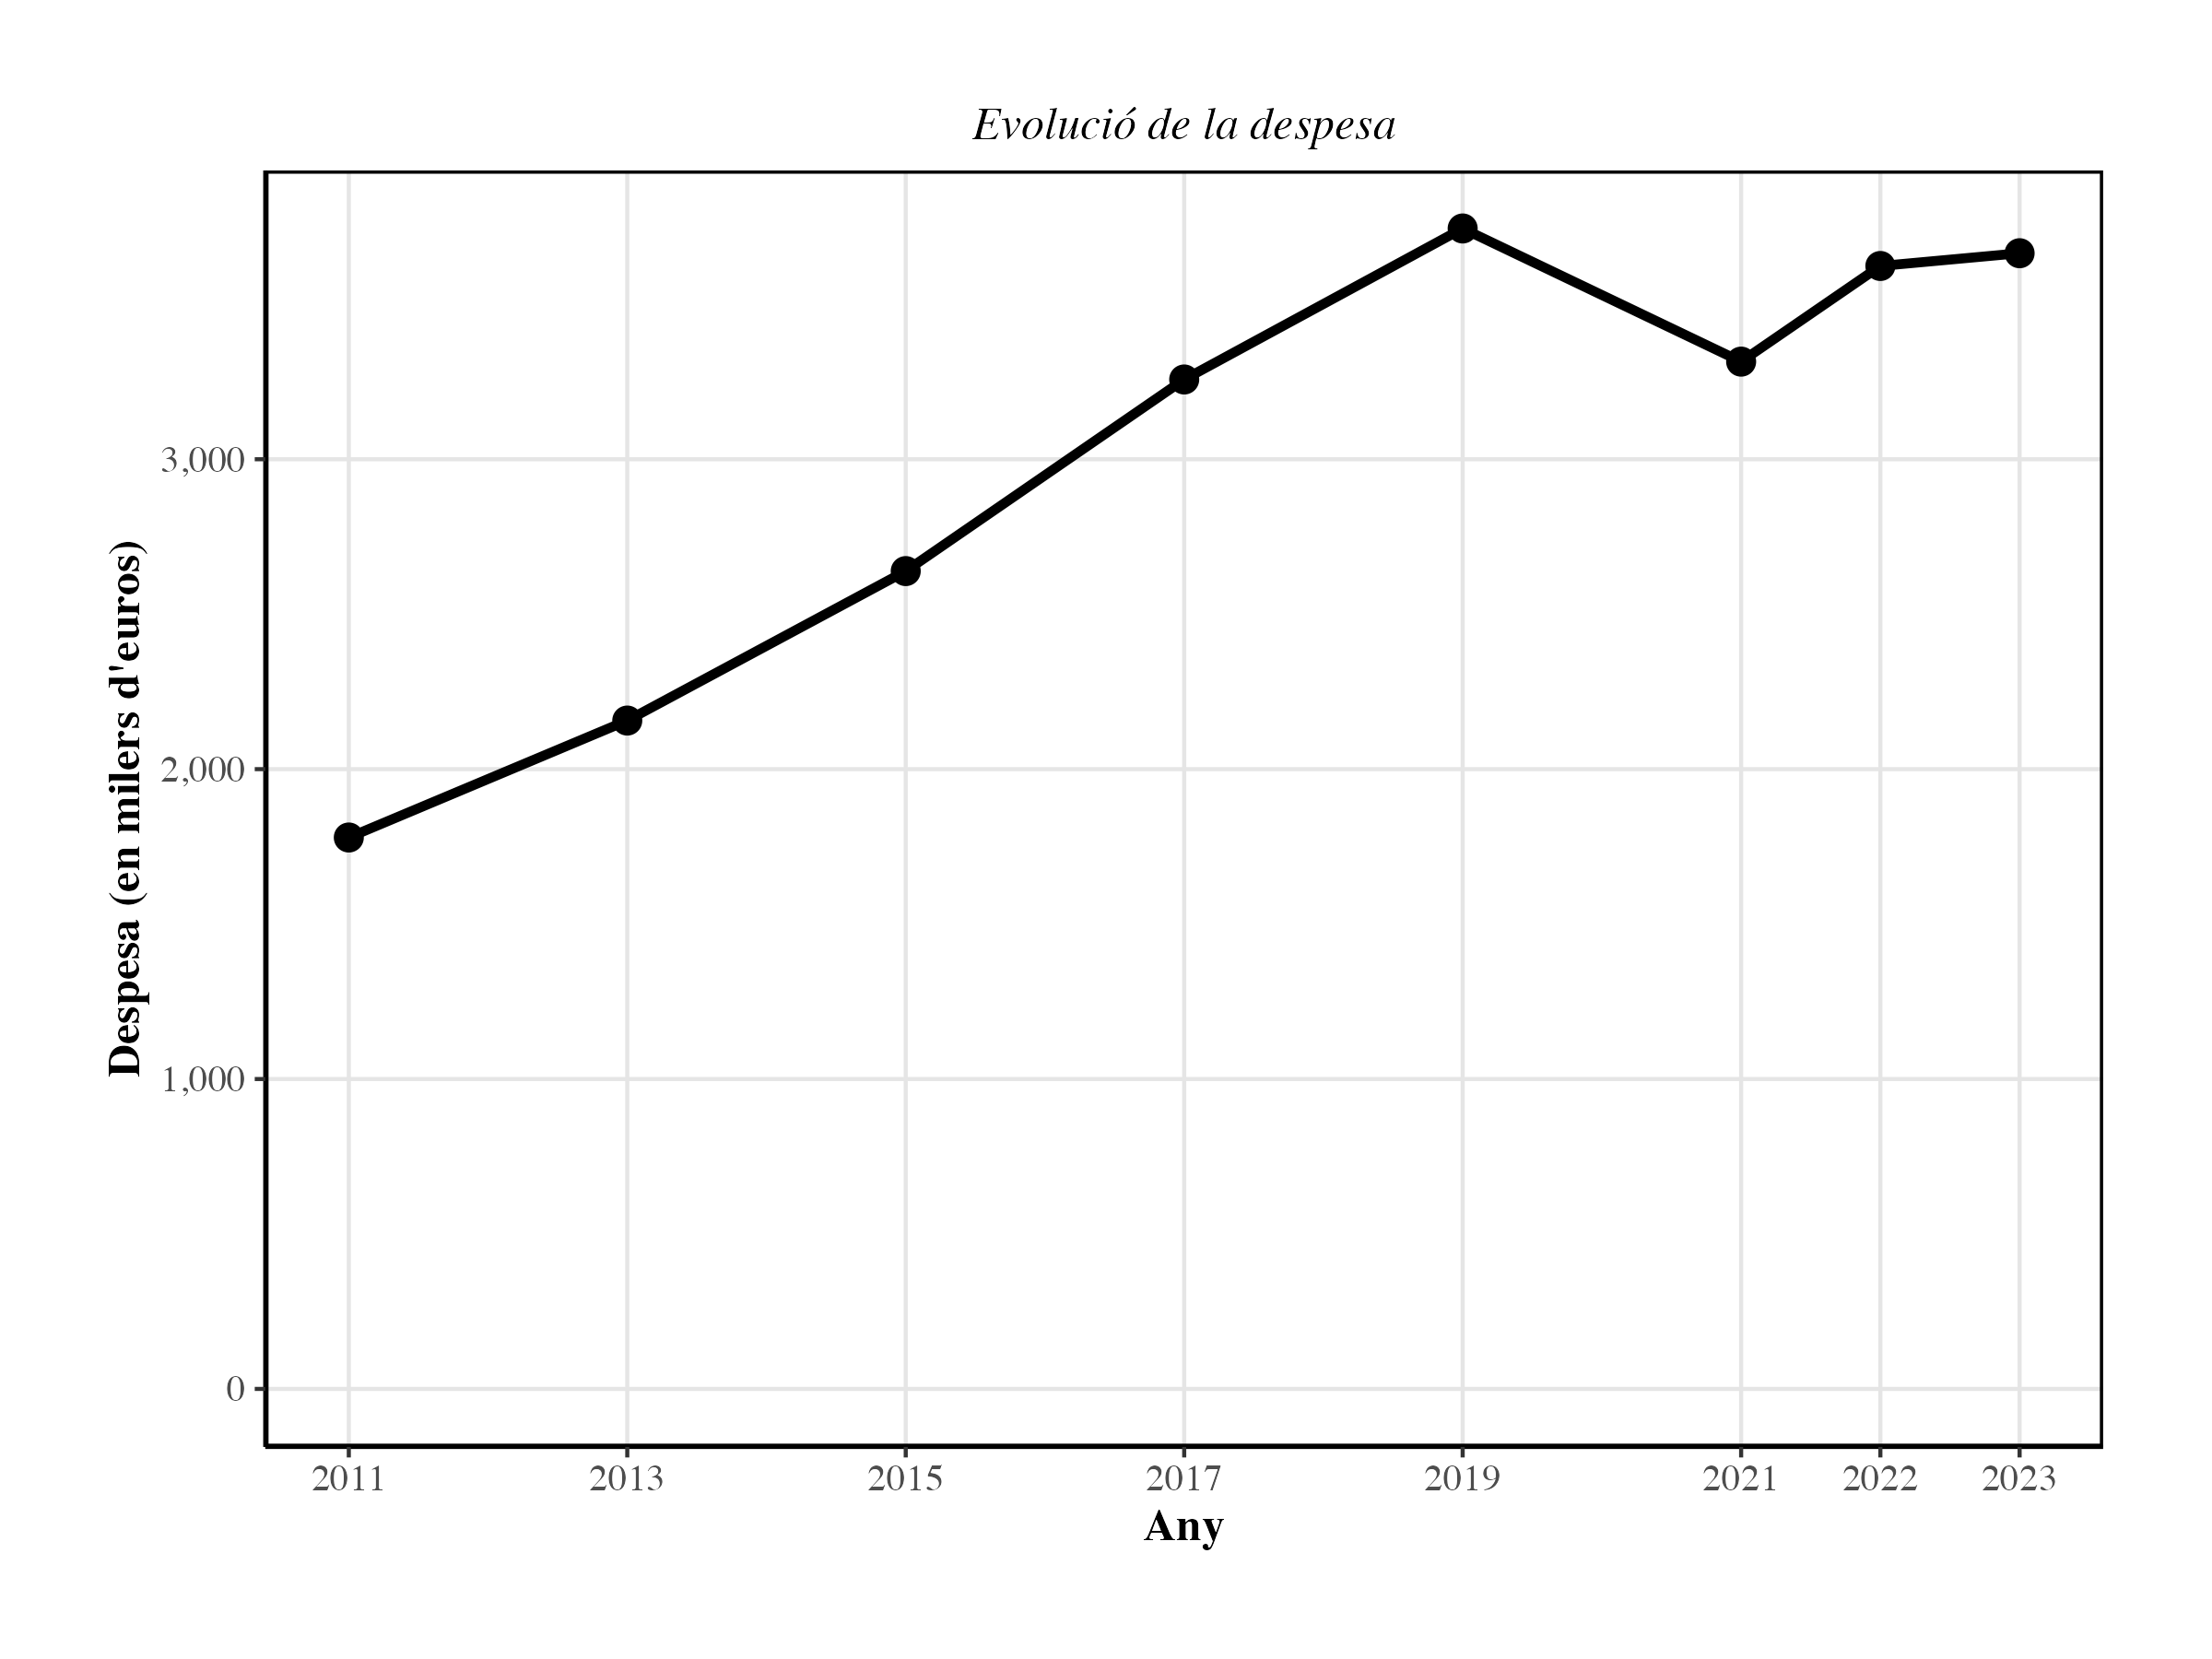 Evolució de la despesa
Despesa (en milers d'euros)
3,000
2,000
1,000
0
2011 2013 2015 2017 2019 2021 2022 2023
Any